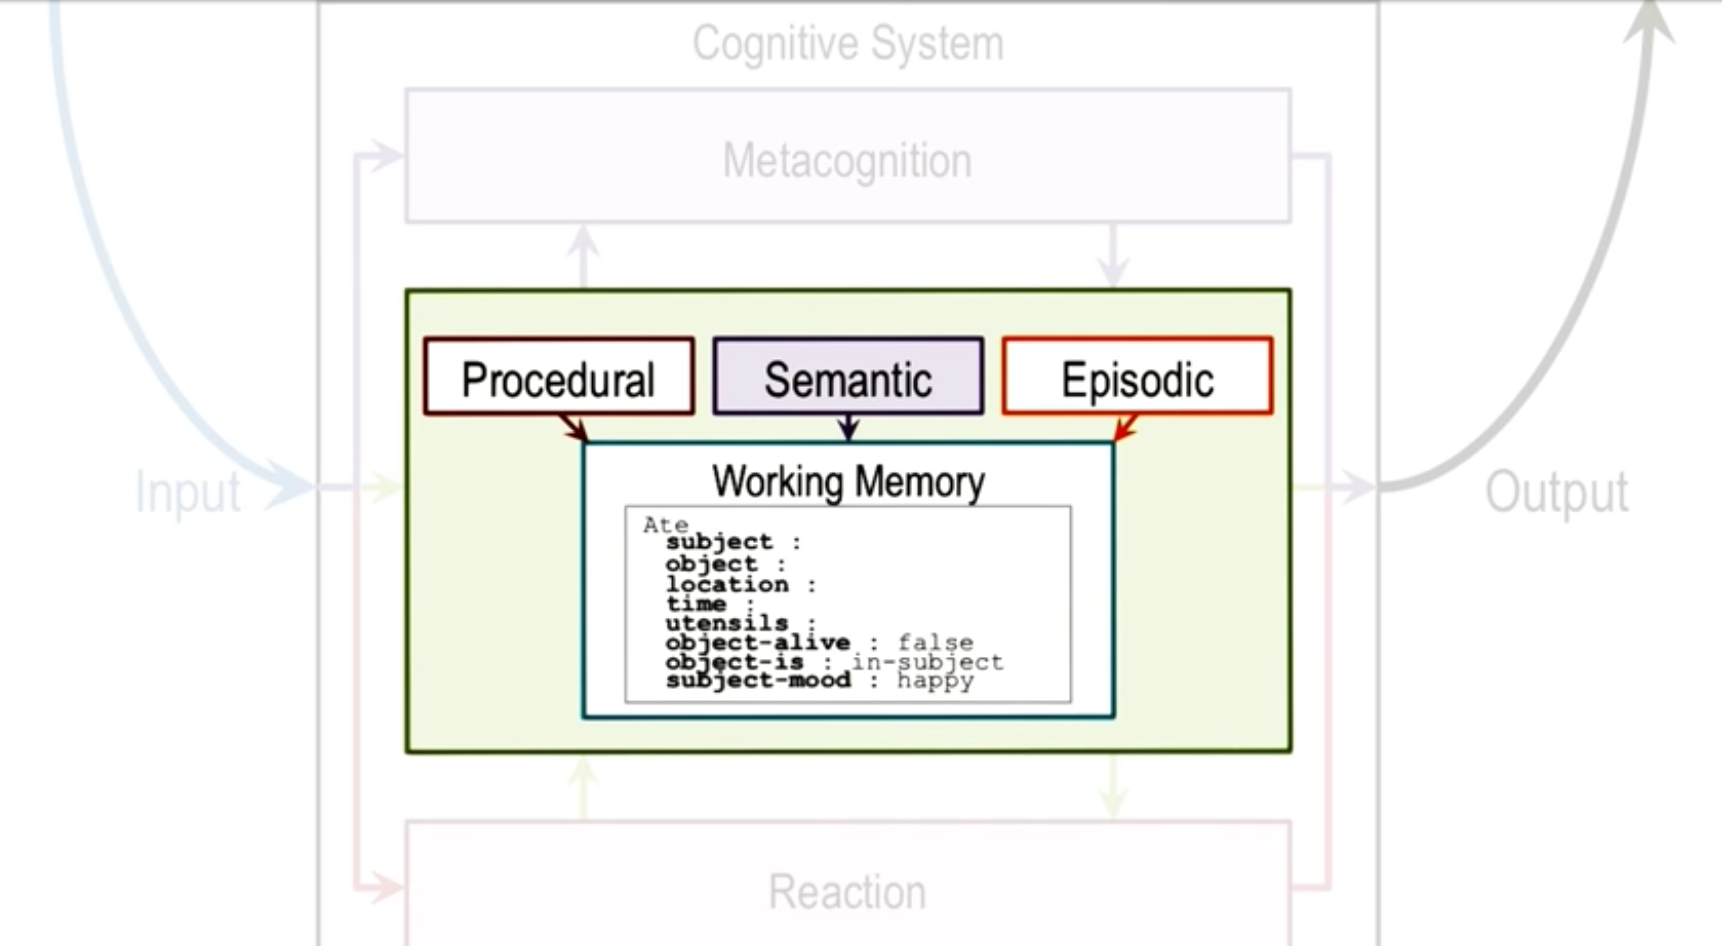 Cognitive System
Metacognition
Procedural
Semantic
Episodic
Working Memory
Ate
subject :
object :
location :
time :
utensils :
object-alive : false
object-is : in-subject
subject-mood : happy
Input
Output
Reaction